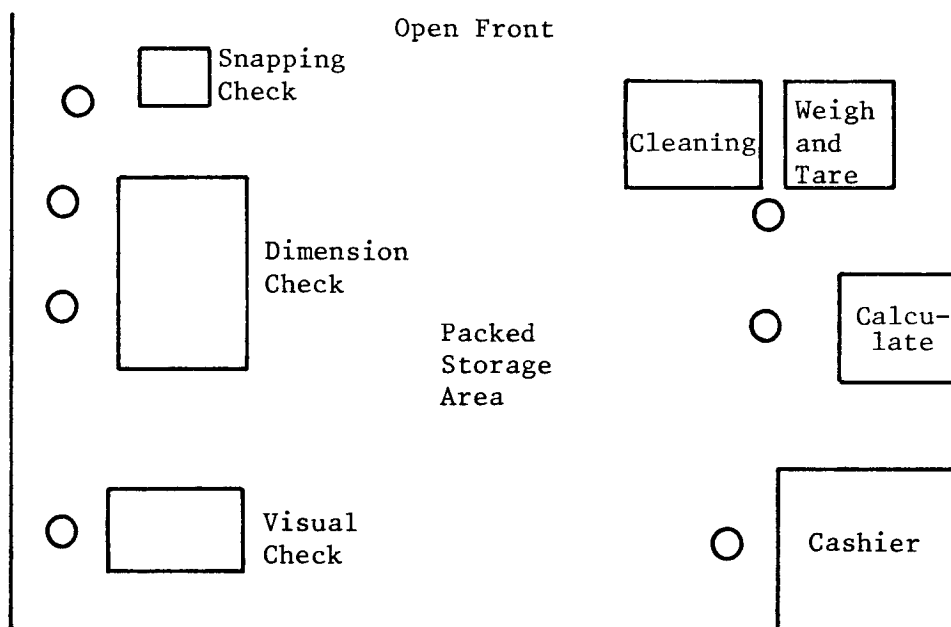 Open Front
Snapping
Check
Cleaning
Weigh
and
Tare
Dimension
Check
Calcu-
late
Packed
Storage
Area
Visual
Check
Cashier